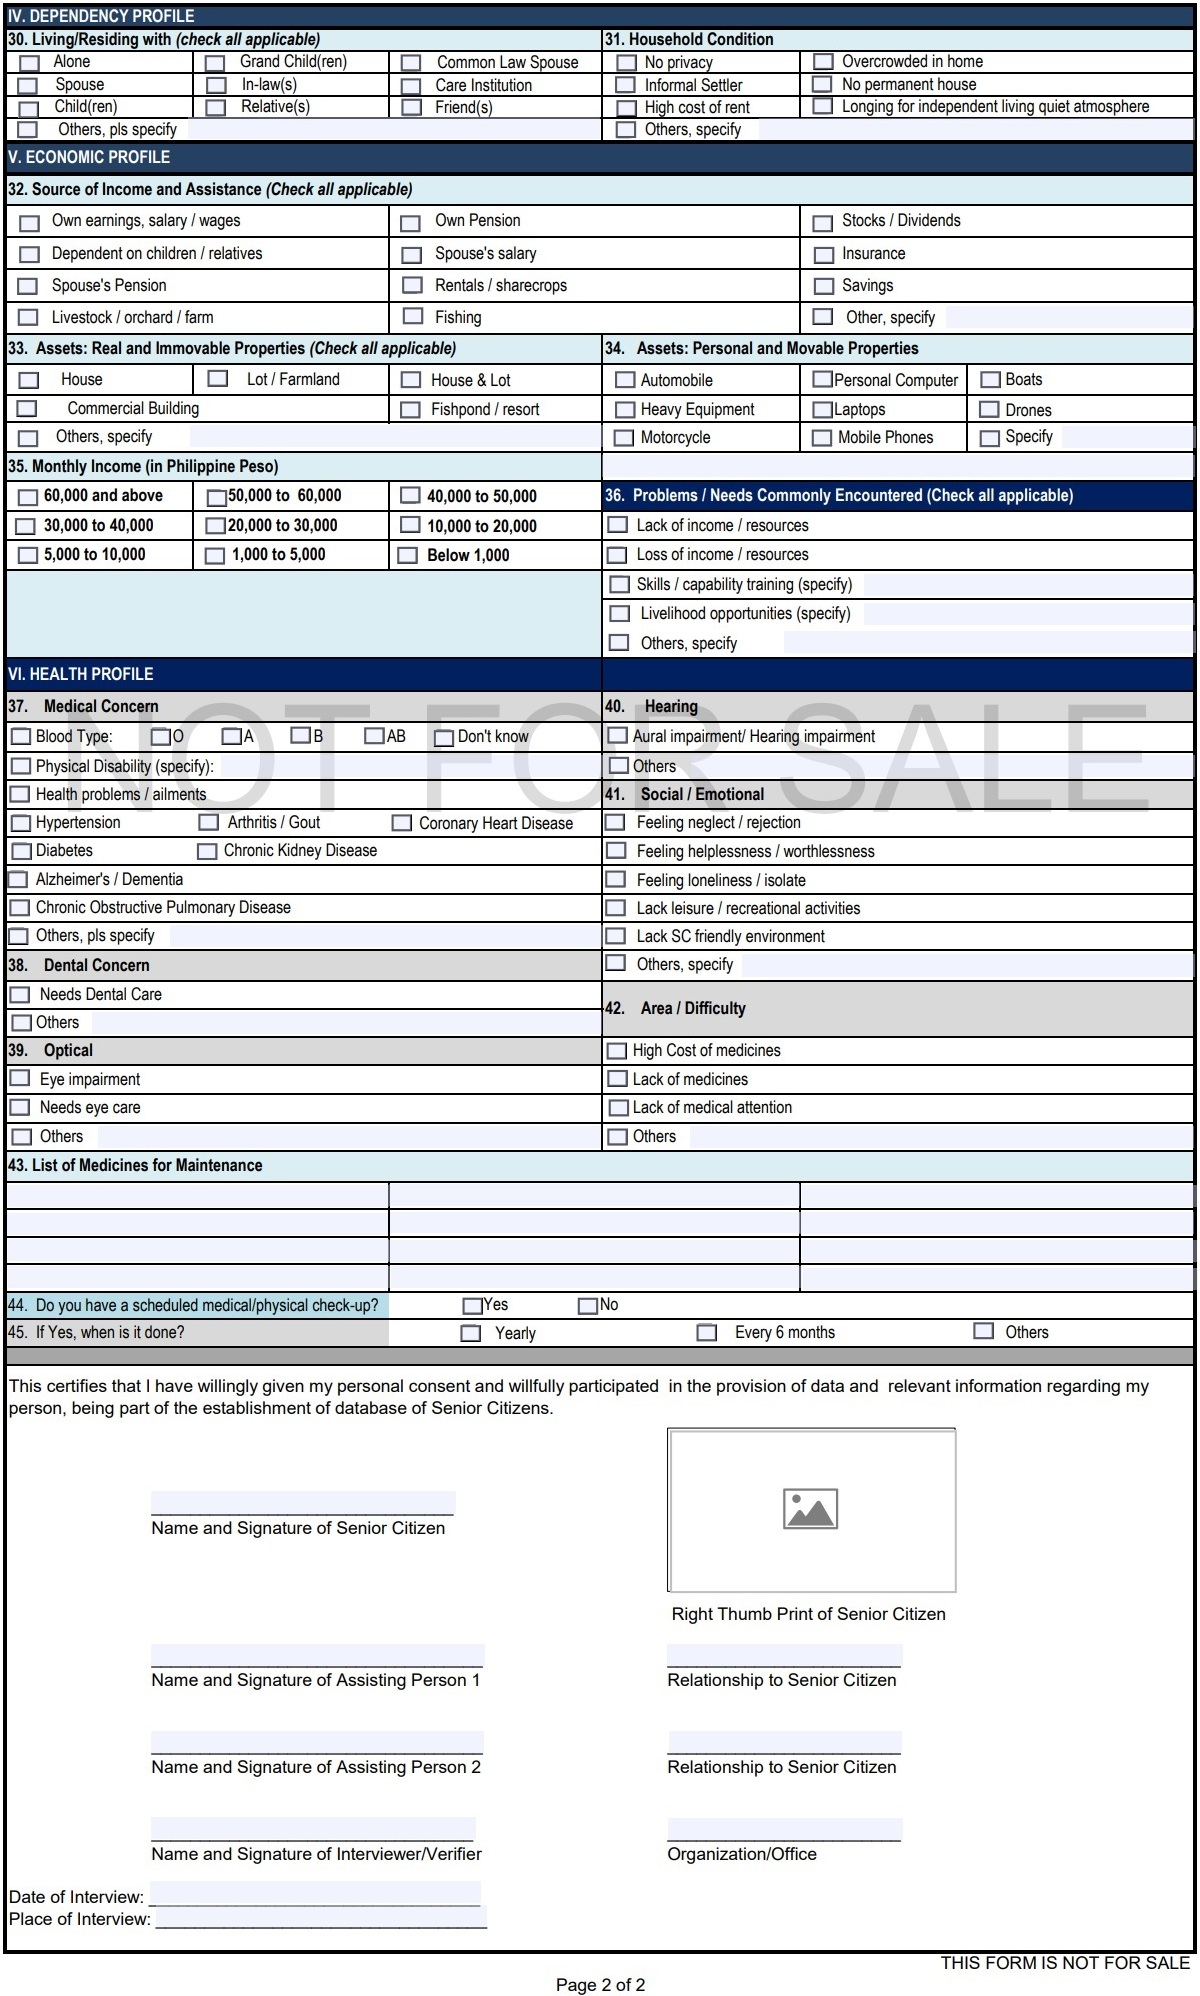 IV. DEPENDENCY PROFILE
30. Living/Residing with (check all applicable)
Alone Grand Child(ren) Common Law Spouse
Spouse In-law(s) Care Institution
Child(ren) Relative(s) Friend(s)
Others, pls specify
31. Household Condition
No privacy Overcrowded in home
Informal Settler No permanent house
High cost of rent Longing for independent living quiet atmosphere
Others, specify
V. ECONOMIC PROFILE
32. Source of Income and Assistance (Check all applicable)
Own earnings, salary / wages Own Pension Stocks / Dividends
Dependent on children / relatives Spouse's salary Insurance
Spouse's Pension Rentals / sharecrops Savings
Livestock / orchard / farm Fishing Other, specify
33. Assets: Real and Immovable Properties (Check all applicable)
House Lot / Farmland House & Lot
Commercial Building Fishpond / resort
Others, specify
34. Assets: Personal and Movable Properties
Automobile Personal Computer Boats
Heavy Equipment Laptops Drones
Motorcycle Mobile Phones Specify
35. Monthly Income (in Philippine Peso)
60,000 and above 50,000 to 60,000 40,000 to 50,000
30,000 to 40,000 20,000 to 30,000 10,000 to 20,000
5,000 to 10,000 1,000 to 5,000 Below 1,000
36. Problems / Needs Commonly Encountered (Check all applicable)
Lack of income / resources
Loss of income / resources
Skills / capability training (specify)
Livelihood opportunities (specify)
Others, specify
VI. HEALTH PROFILE
NOT FOR SALE
37. Medical Concern
Blood Type: O A B AB Don't know
Physical Disability (specify):
Health problems / ailments
Hypertension Arthritis / Gout Coronary Heart Disease
Diabetes Chronic Kidney Disease
Alzheimer's / Dementia
Chronic Obstructive Pulmonary Disease
Others, pls specify
38. Dental Concern
Needs Dental Care
Others
39. Optical
Eye impairment
Needs eye care
Others
40. Hearing
Aural impairment/ Hearing impairment
Others
41. Social / Emotional
Feeling neglect / rejection
Feeling helplessness / worthlessness
Feeling loneliness / isolate
Lack leisure / recreational activities
Lack SC friendly environment
Others, specify
42. Area / Difficulty
High Cost of medicines
Lack of medicines
Lack of medical attention
Others
43. List of Medicines for Maintenance
44. Do you have a scheduled medical/physical check-up? Yes No
45. If Yes, when is it done? Yearly Every 6 months Others
This certifies that I have willingly given my personal consent and willfully participated in the provision of data and relevant information regarding my
person, being part of the establishment of database of Senior Citizens.
Name and Signature of Senior Citizen
Right Thumb Print of Senior Citizen
Name and Signature of Assisting Person 1 Relationship to Senior Citizen
Name and Signature of Assisting Person 2 Relationship to Senior Citizen
Name and Signature of Interviewer/Verifier Organization/Office
Date of Interview:
Place of Interview:
THIS FORM IS NOT FOR SALE
Page 2 of 2